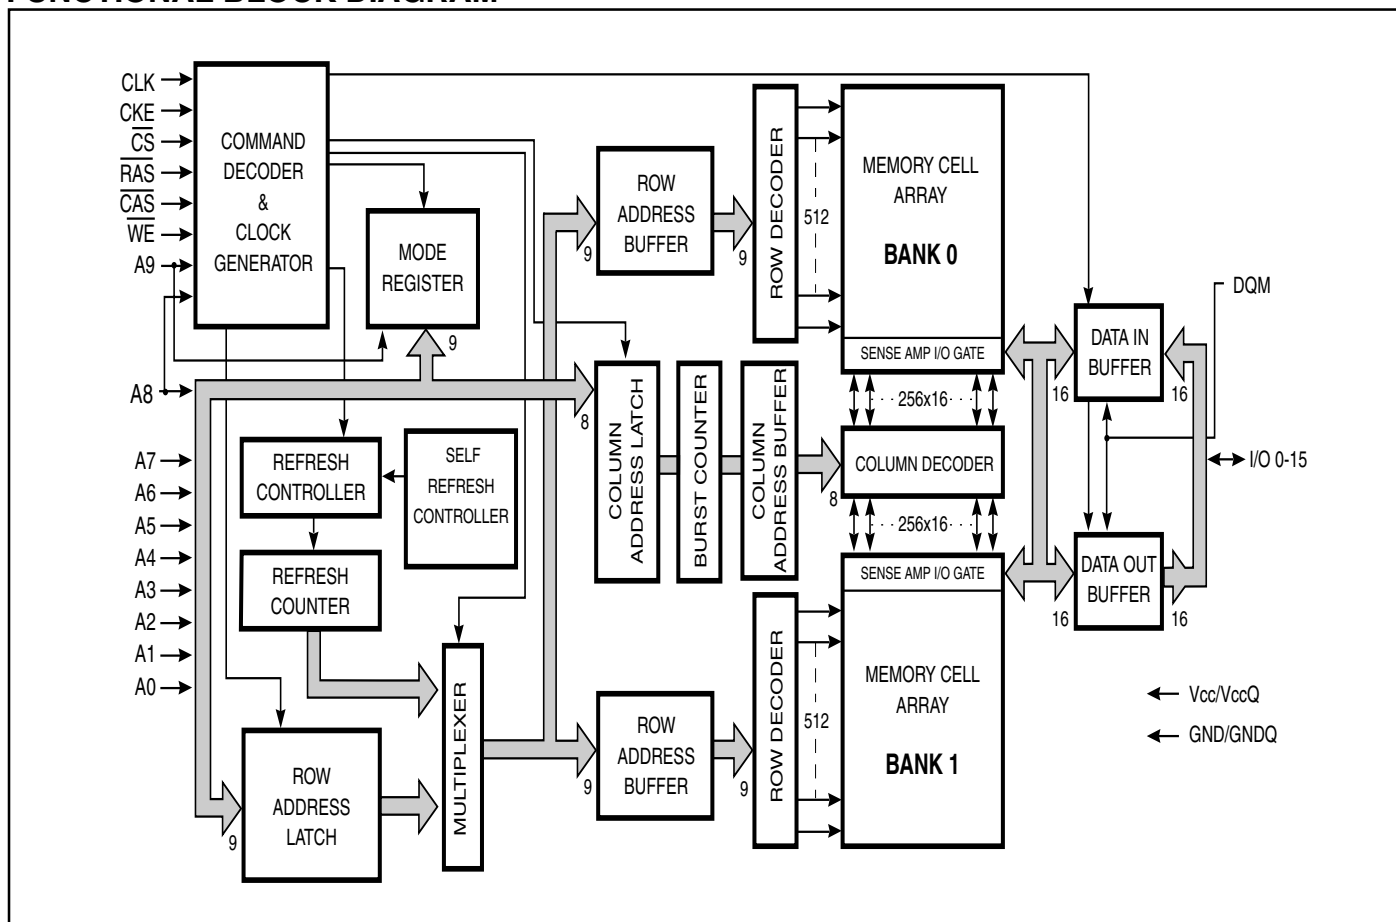 FUNCTIONAL BLOCK DIAGRAM
CLK
CKE
CS
RAS
CAS
WE
A9
A8
A7
A6
A5
A4
A3
A2
A1
A0
COMMAND
DECODER
&
CLOCK
GENERATOR
MODE
REGISTER
9
REFRESH
CONTROLLER
SELF
REFRESH
CONTROLLER
REFRESH
COUNTER
ROW
ADDRESS
LATCH
9
MULTIPLEXER
ROW
ADDRESS
BUFFER
9
9
ROW DECODER
512
MEMORY CELL
ARRAY
BANK 0
SENSE AMP I/O GATE
256x16
8
COLUMN
ADDRESS LATCH
BURST COUNTER
COLUMN
ADDRESS BUFFER
8
COLUMN DECODER
256x16
SENSE AMP I/O GATE
MEMORY CELL
ARRAY
BANK 1
ROW
ADDRESS
BUFFER
9
9
ROW DECODER
512
DQM
DATA IN
BUFFER
16
16
I/O 0-15
DATA OUT
BUFFER
16
16
Vcc/VccQ
GND/GNDQ